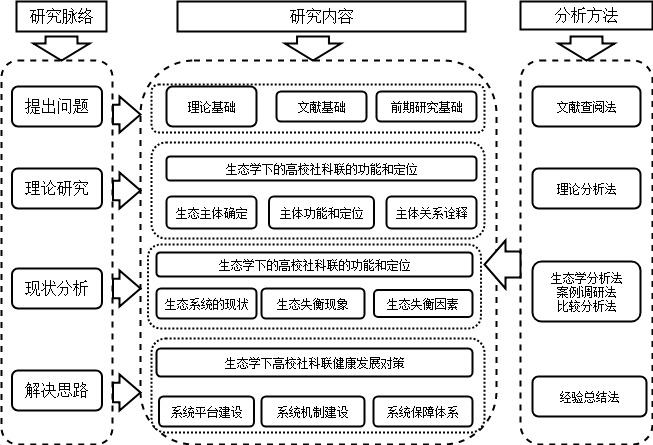 研究脉络
研究内容
分析方法
提出问题
理论基础
文献基础
前期研究基础
文献查阅法
生态学下的高校社科联的功能和定位
理论研究
理论分析法
生态主体确定
主体功能和定位
主体关系诠释
生态学下的高校社科联的功能和定位
现状分析
生态学分析法
案例调研法
比较分析法
生态系统的现状
生态失衡现象
生态失衡因素
生态学下高校社科联健康发展对策
解决思路
经验总结法
系统平台建设
系统机制建设
系统保障体系